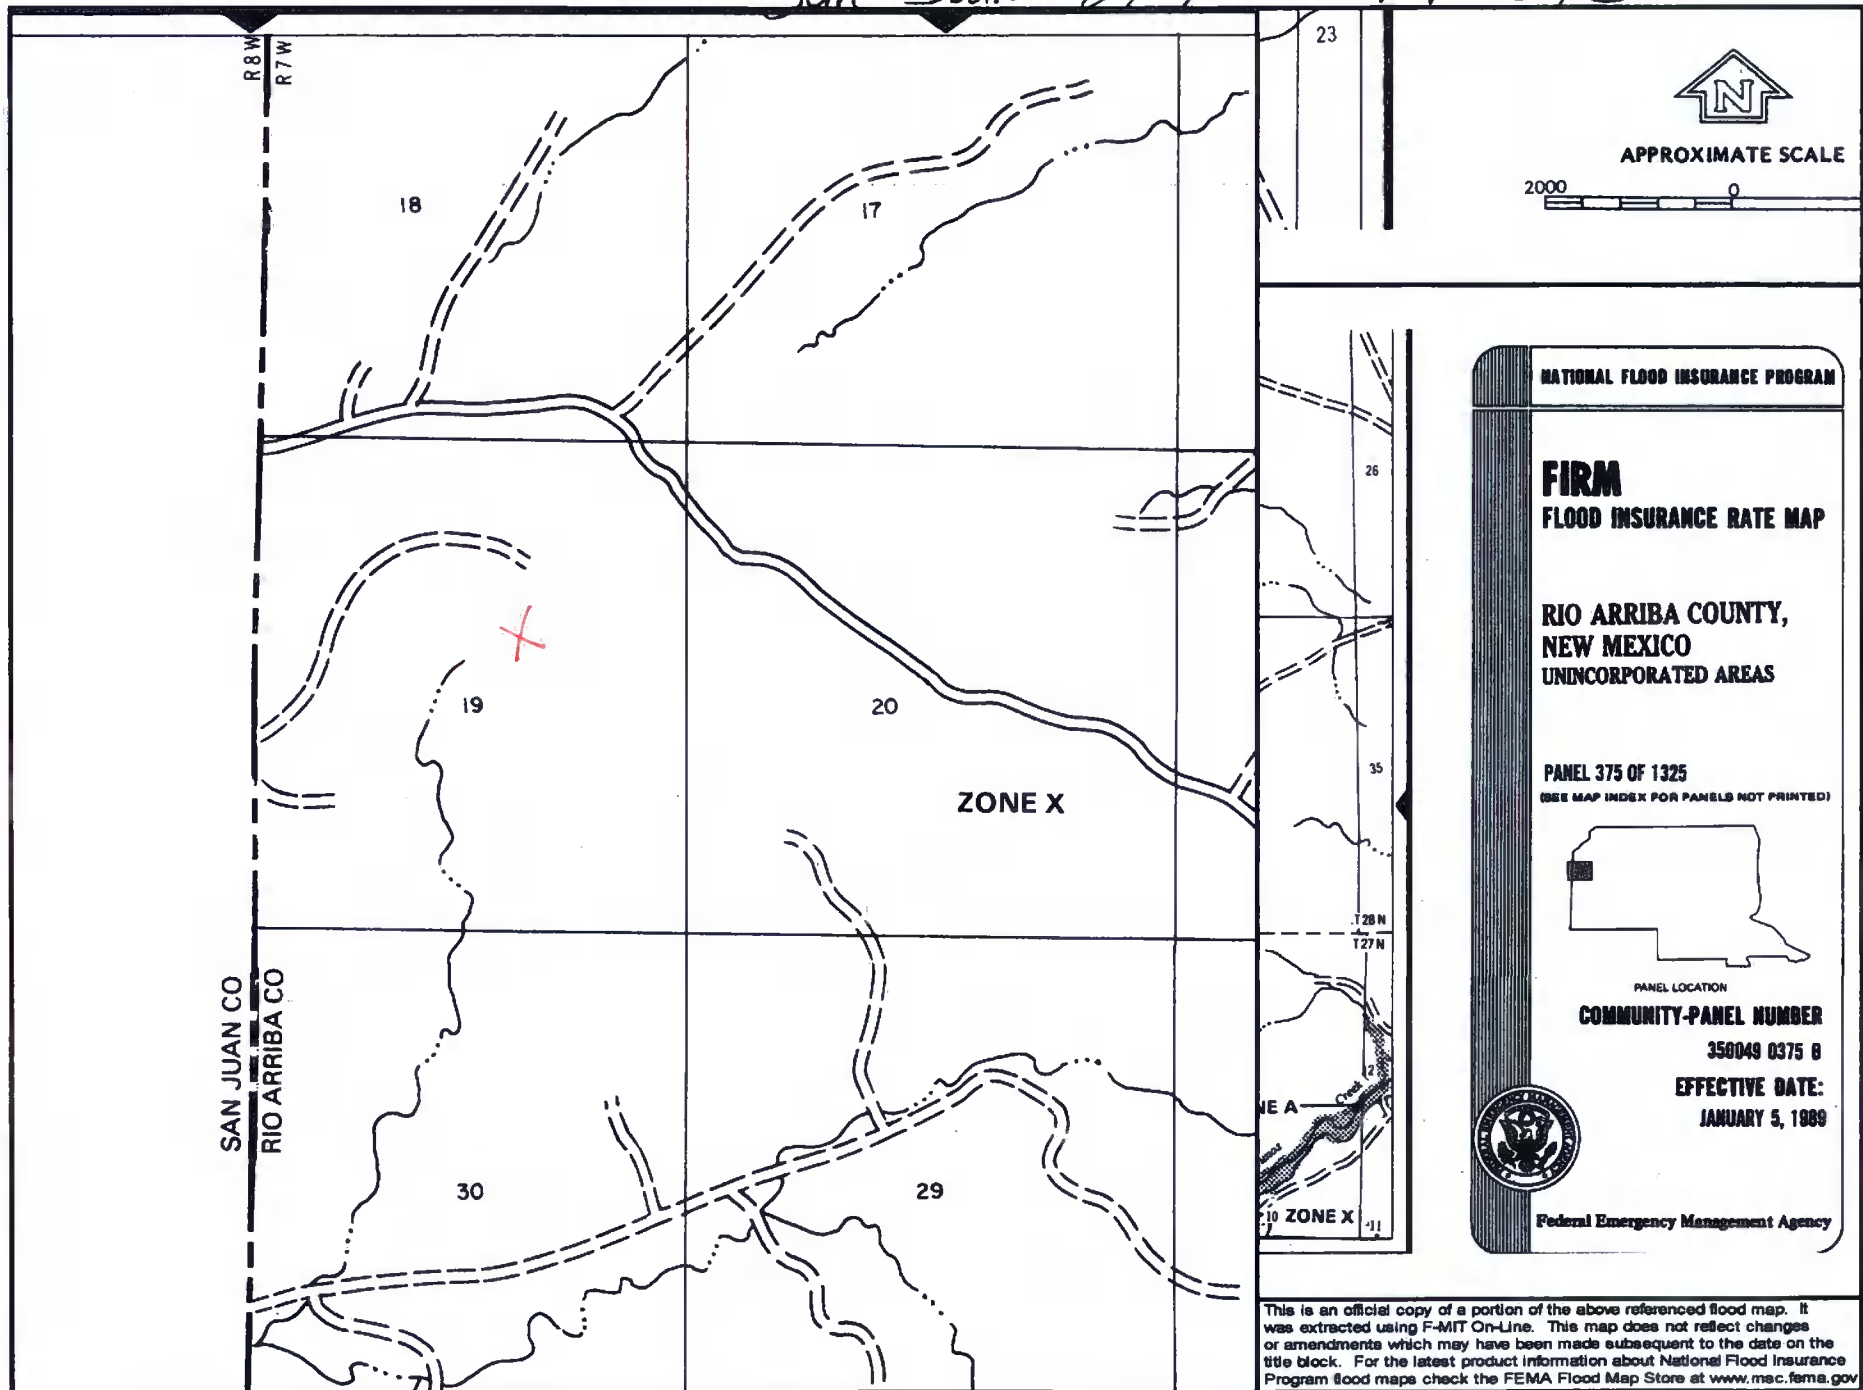 R8W
R7W
23
N
APPROXIMATE SCALE
2000 0
18
17
NATIONAL FLOOD INSURANCE PROGRAM
26
FIRM
FLOOD INSURANCE RATE MAP
RIO ARRIBA COUNTY,
NEW MEXICO
UNINCORPORATED AREAS
19
20
35
PANEL 375 OF 1325
(SEE MAP INDEX FOR PANELS NOT PRINTED)
ZONE X
T28N
T27N
PANEL LOCATION
SAN JUAN CO
RIO ARRIBA CO
COMMUNITY-PANEL NUMBER
350049 0375 B
EFFECTIVE DATE:
JANUARY 5, 1989
12
Creek
NE A
30
29
10 ZONE X 11
Federal Emergency Management Agency
This is an official copy of a portion of the above referenced flood map. It
was extracted using F-MIT On-Line. This map does not reflect changes
or amendments which may have been made subsequent to the date on the
title block. For the latest product information about National Flood Insurance
Program flood maps check the FEMA Flood Map Store at www.msc.fema.gov